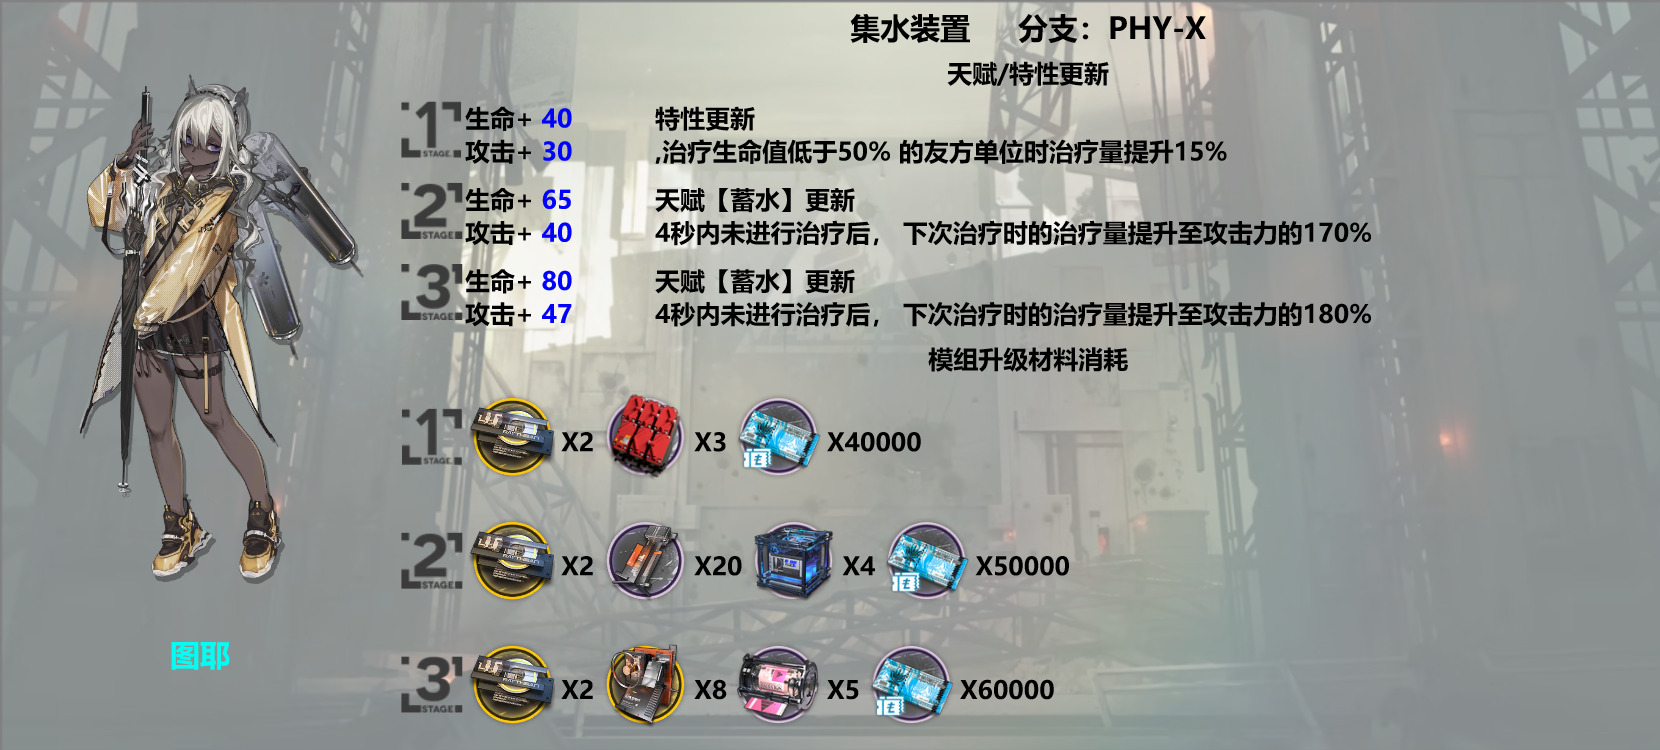 集水装置 分支：PHY-X
天赋/特性更新
1 STAGE. 生命+ 40 特性更新
攻击+ 30 ,治疗生命值低于50% 的友方单位时治疗量提升15%
2 STAGE. 生命+ 65 天赋【蓄水】更新
攻击+ 40 4秒内未进行治疗后， 下次治疗时的治疗量提升至攻击力的170%
3 STAGE. 生命+ 80 天赋【蓄水】更新
攻击+ 47 4秒内未进行治疗后， 下次治疗时的治疗量提升至攻击力的180%
模组升级材料消耗
1 STAGE. X2 X3 X40000
2 STAGE. X2 X20 X4 X50000
3 STAGE. X2 X8 X5 X60000
图耶